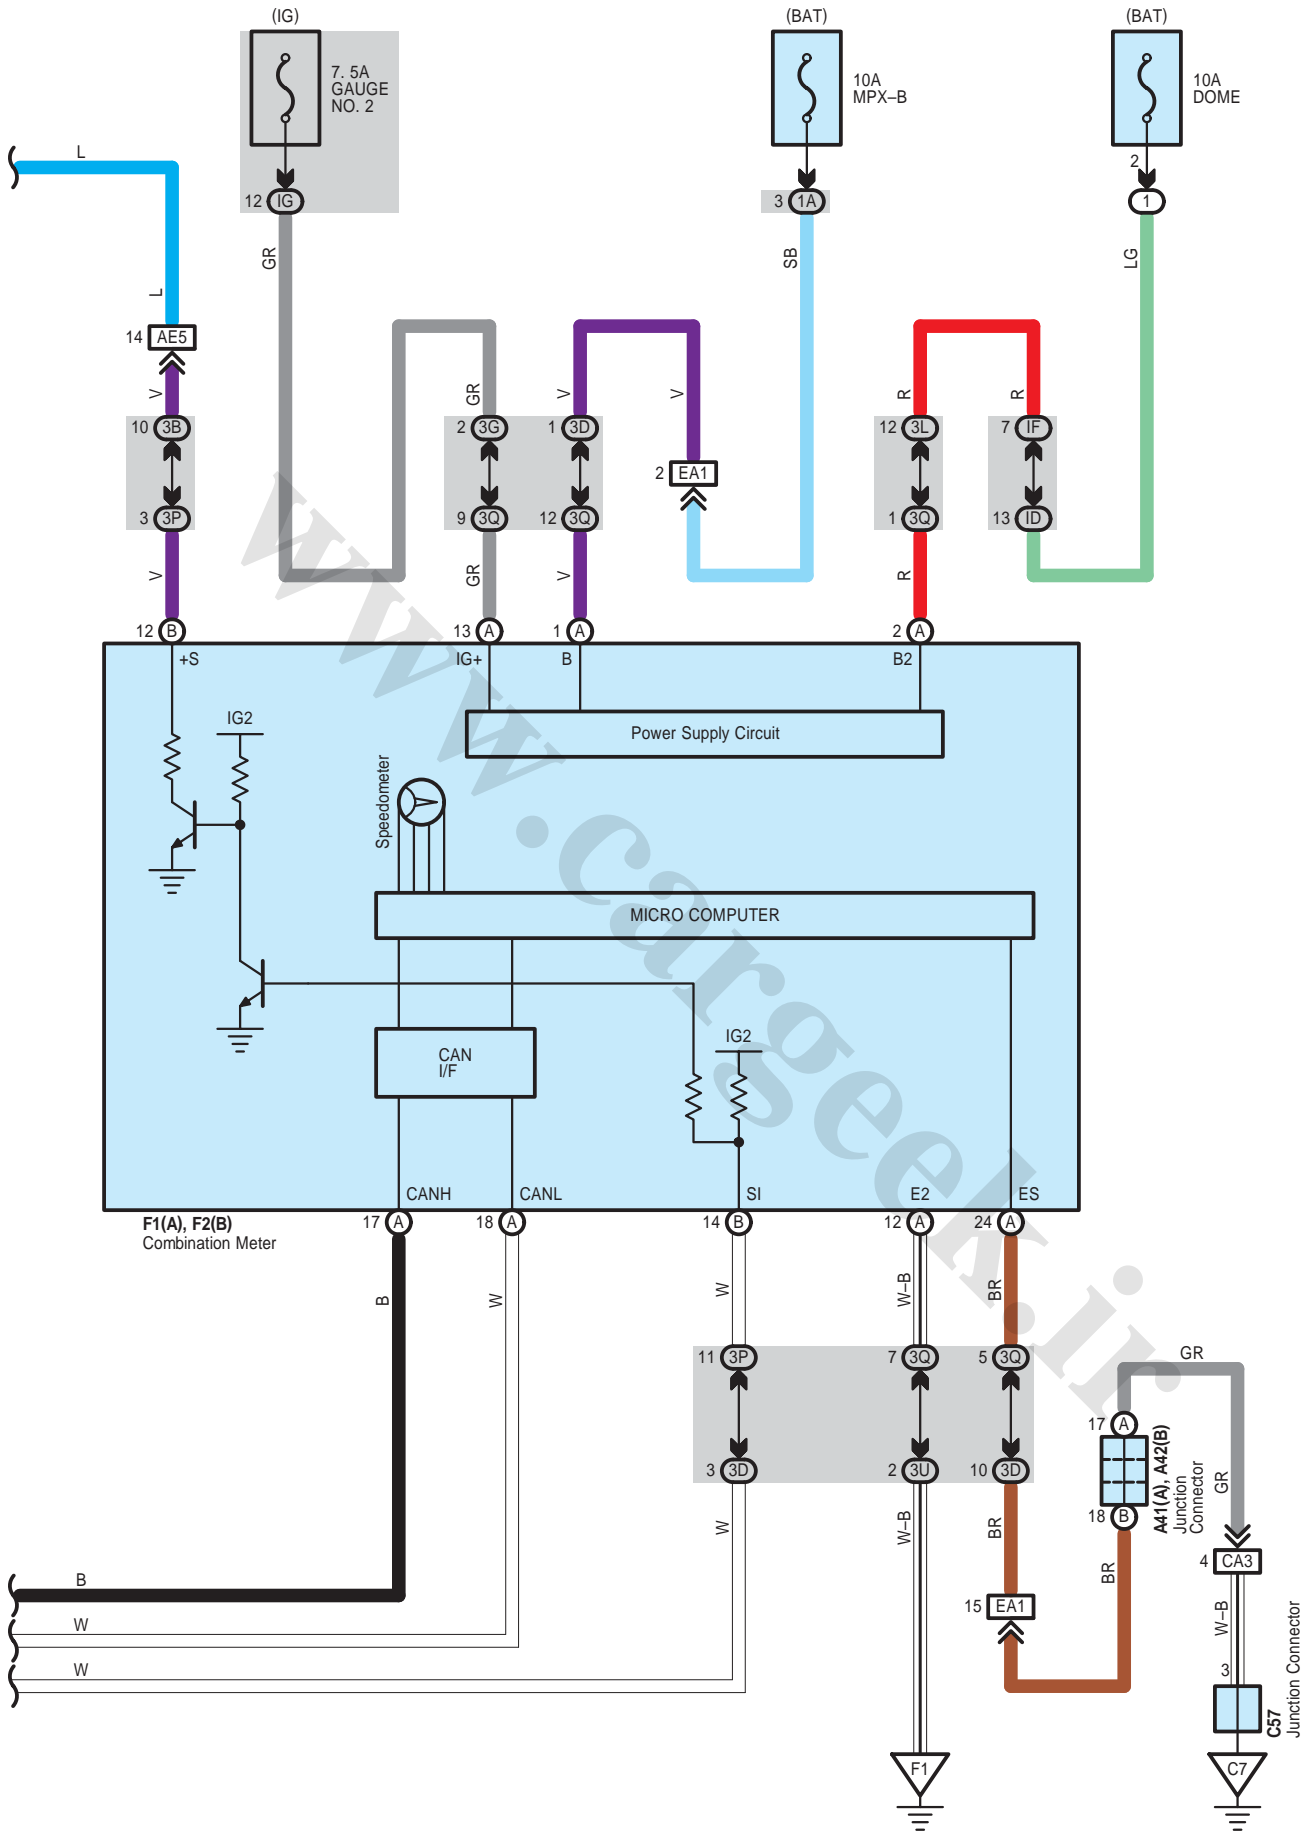 (IG)
(BAT)
(BAT)
7. 5A
GAUGE
NO. 2
10A
MPX–B
10A
DOME
L
2
12 IG
3 1A
1
GR
SB
LG
L
14 AE5
V
GR
V
V
R
R
10 3B
2 3G
1 3D
12 3L
7 IF
2 EA1
3 3P
9 3Q
12 3Q
1 3Q
13 ID
V
GR
V
R
12 B
13 A
1 A
2 A
+S
IG+
B
B2
IG2
Power Supply Circuit
Speedometer
MICRO COMPUTER
IG2
CAN
I/F
CANH
CANL
SI
E2
ES
F1(A), F2(B)
Combination Meter
17 A
18 A
14 B
12 A
24 A
B
W
W
W–B
BR
11 3P
7 3Q
5 3Q
GR
17 A
3 3D
2 3U
10 3D
A41(A), A42(B)
Junction
Connector
GR
18 B
W
W–B
BR
4 CA3
BR
B
15 EA1
W
W–B
W
3
C57
Junction Connector
F1
C7
www.cargeek.ir